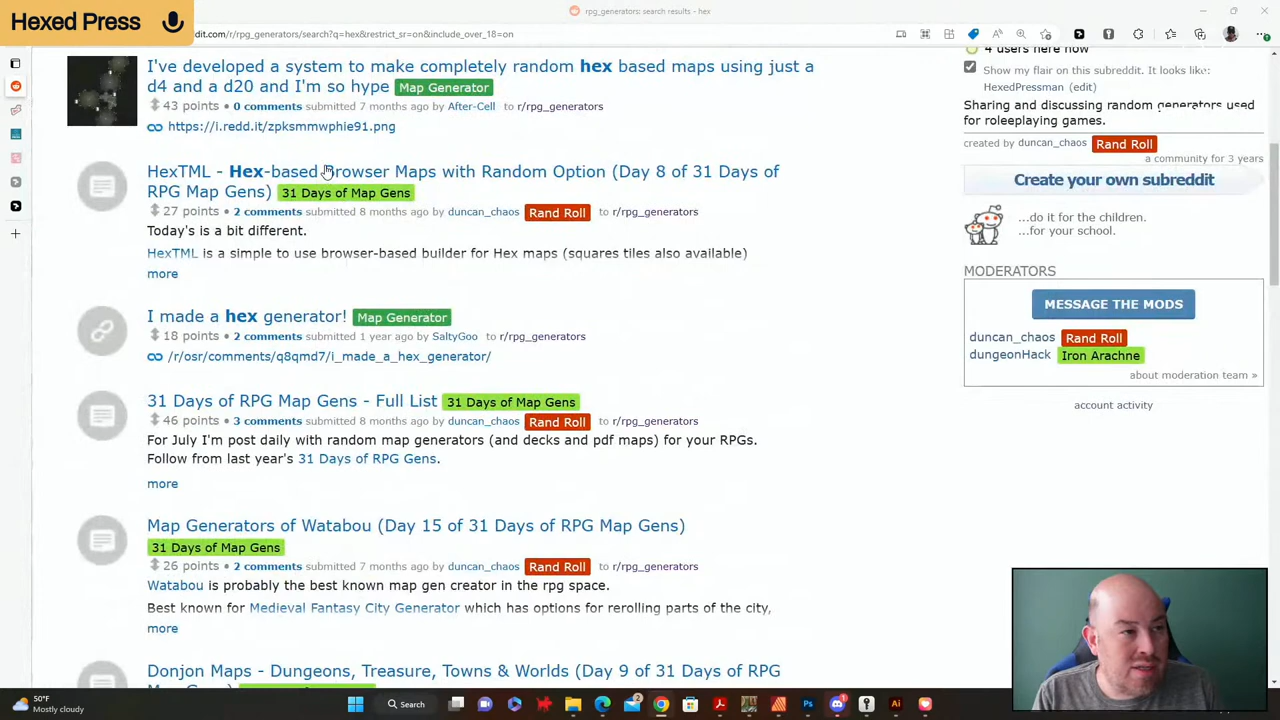 Hexed Press
rpg_generators: search results - hex
dit.com/r/rpg_generators/search?q=hex&restrict_sr=on&include_over_18=on
I've developed a system to make completely random hex based maps using just a
d4 and a d20 and I'm so hype Map Generator
43 points • 0 comments submitted 7 months ago by After-Cell to r/rpg_generators
https://i.redd.it/zpksmmwphie91.png
HexTML - Hex-based Browser Maps with Random Option (Day 8 of 31 Days of
RPG Map Gens) 31 Days of Map Gens
27 points • 2 comments submitted 8 months ago by duncan_chaos Rand Roll to r/rpg_generators
Today's is a bit different.
HexTML is a simple to use browser-based builder for Hex maps (squares tiles also available)
more
I made a hex generator! Map Generator
18 points • 2 comments submitted 1 year ago by SaltyGoo to r/rpg_generators
/r/osr/comments/q8qmd7/i_made_a_hex_generator/
31 Days of RPG Map Gens - Full List 31 Days of Map Gens
46 points • 3 comments submitted 8 months ago by duncan_chaos Rand Roll to r/rpg_generators
For July I'm post daily with random map generators (and decks and pdf maps) for your RPGs.
Follow from last year's 31 Days of RPG Gens.
more
Map Generators of Watabou (Day 15 of 31 Days of RPG Map Gens)
31 Days of Map Gens
26 points • 2 comments submitted 7 months ago by duncan_chaos Rand Roll to r/rpg_generators
Watabou is probably the best known map gen creator in the rpg space.
Best known for Medieval Fantasy City Generator which has options for rerolling parts of the city,
more
Donjon Maps - Dungeons, Treasure, Towns & Worlds (Day 9 of 31 Days of RPG
4 users here now
Show my flair on this subreddit. It looks like:
HexedPressman (edit)
Sharing and discussing random generators used
for roleplaying games.
created by duncan_chaos Rand Roll
a community for 3 years
Create your own subreddit
...do it for the children.
...for your school.
MODERATORS
MESSAGE THE MODS
duncan_chaos Rand Roll
dungeonHack Iron Arachne
about moderation team »
account activity
50°F
Mostly cloudy
Search